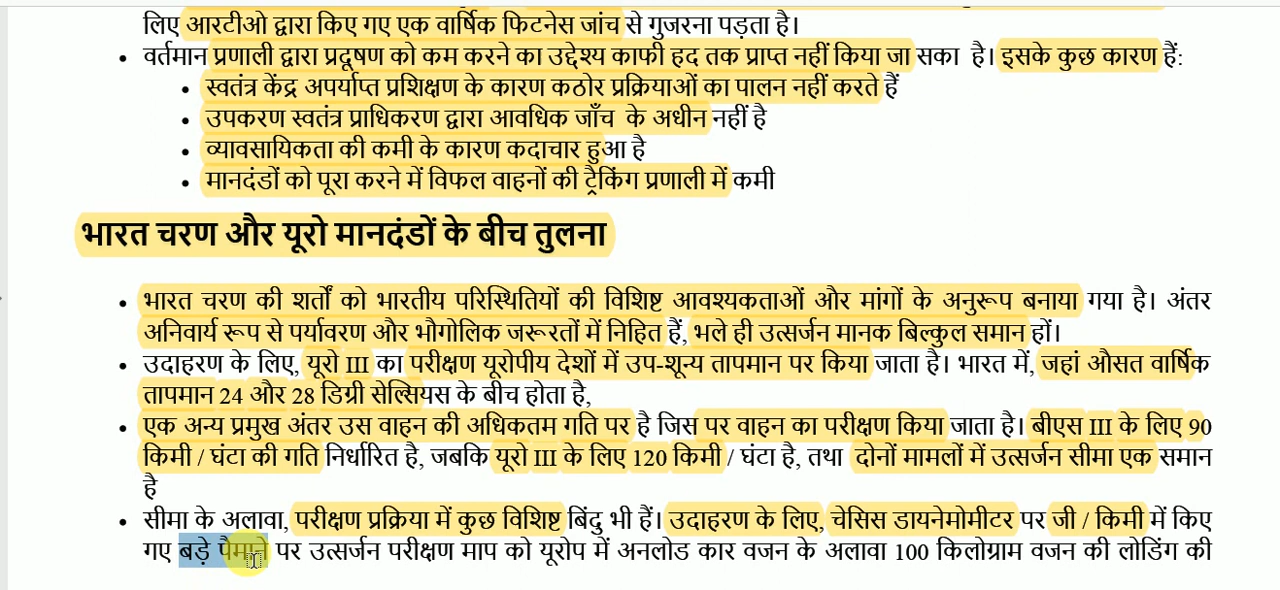 लिए आरटीओ द्वारा किए गए एक वार्षिक फिटनेस जांच से गुजरना पड़ता है।
• वर्तमान प्रणाली द्वारा प्रदूषण को कम करने का उद्देश्य काफी हद तक प्राप्त नहीं किया जा सका है। इसके कुछ कारण हैं:
• स्वतंत्र केंद्र अपर्याप्त प्रशिक्षण के कारण कठोर प्रक्रियाओं का पालन नहीं करते हैं
• उपकरण स्वतंत्र प्राधिकरण द्वारा आवधिक जाँच के अधीन नहीं है
• व्यावसायिकता की कमी के कारण कदाचार हुआ है
• मानदंडों को पूरा करने में विफल वाहनों की ट्रैकिंग प्रणाली में कमी
भारत चरण और यूरो मानदंडों के बीच तुलना
• भारत चरण की शर्तों को भारतीय परिस्थितियों की विशिष्ट आवश्यकताओं और मांगों के अनुरूप बनाया गया है। अंतर
अनिवार्य रूप से पर्यावरण और भौगोलिक जरूरतों में निहित हैं, भले ही उत्सर्जन मानक बिल्कुल समान हों।
• उदाहरण के लिए, यूरो III का परीक्षण यूरोपीय देशों में उप-शून्य तापमान पर किया जाता है। भारत में, जहां औसत वार्षिक
तापमान 24 और 28 डिग्री सेल्सियस के बीच होता है,
• एक अन्य प्रमुख अंतर उस वाहन की अधिकतम गति पर है जिस पर वाहन का परीक्षण किया जाता है। बीएस III के लिए 90
किमी / घंटा की गति निर्धारित है, जबकि यूरो III के लिए 120 किमी / घंटा है, तथा दोनों मामलों में उत्सर्जन सीमा एक समान
है
• सीमा के अलावा, परीक्षण प्रक्रिया में कुछ विशिष्ट बिंदु भी हैं। उदाहरण के लिए, चेसिस डायनेमोमीटर पर जी / किमी में किए
गए बड़े पैमाने पर उत्सर्जन परीक्षण माप को यूरोप में अनलोड कार वजन के अलावा 100 किलोग्राम वजन की लोडिंग की